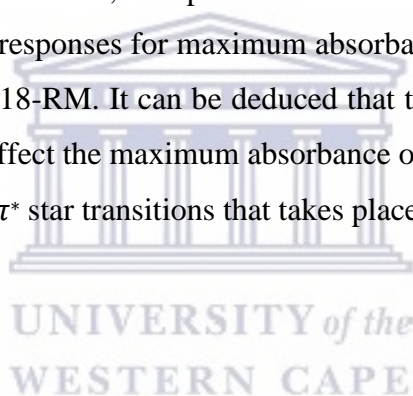 responses for maximum absorba
18-RM. It can be deduced that t
ffect the maximum absorbance o
π* star transitions that takes place
UNIVERSITY of the
WESTERN CAPE